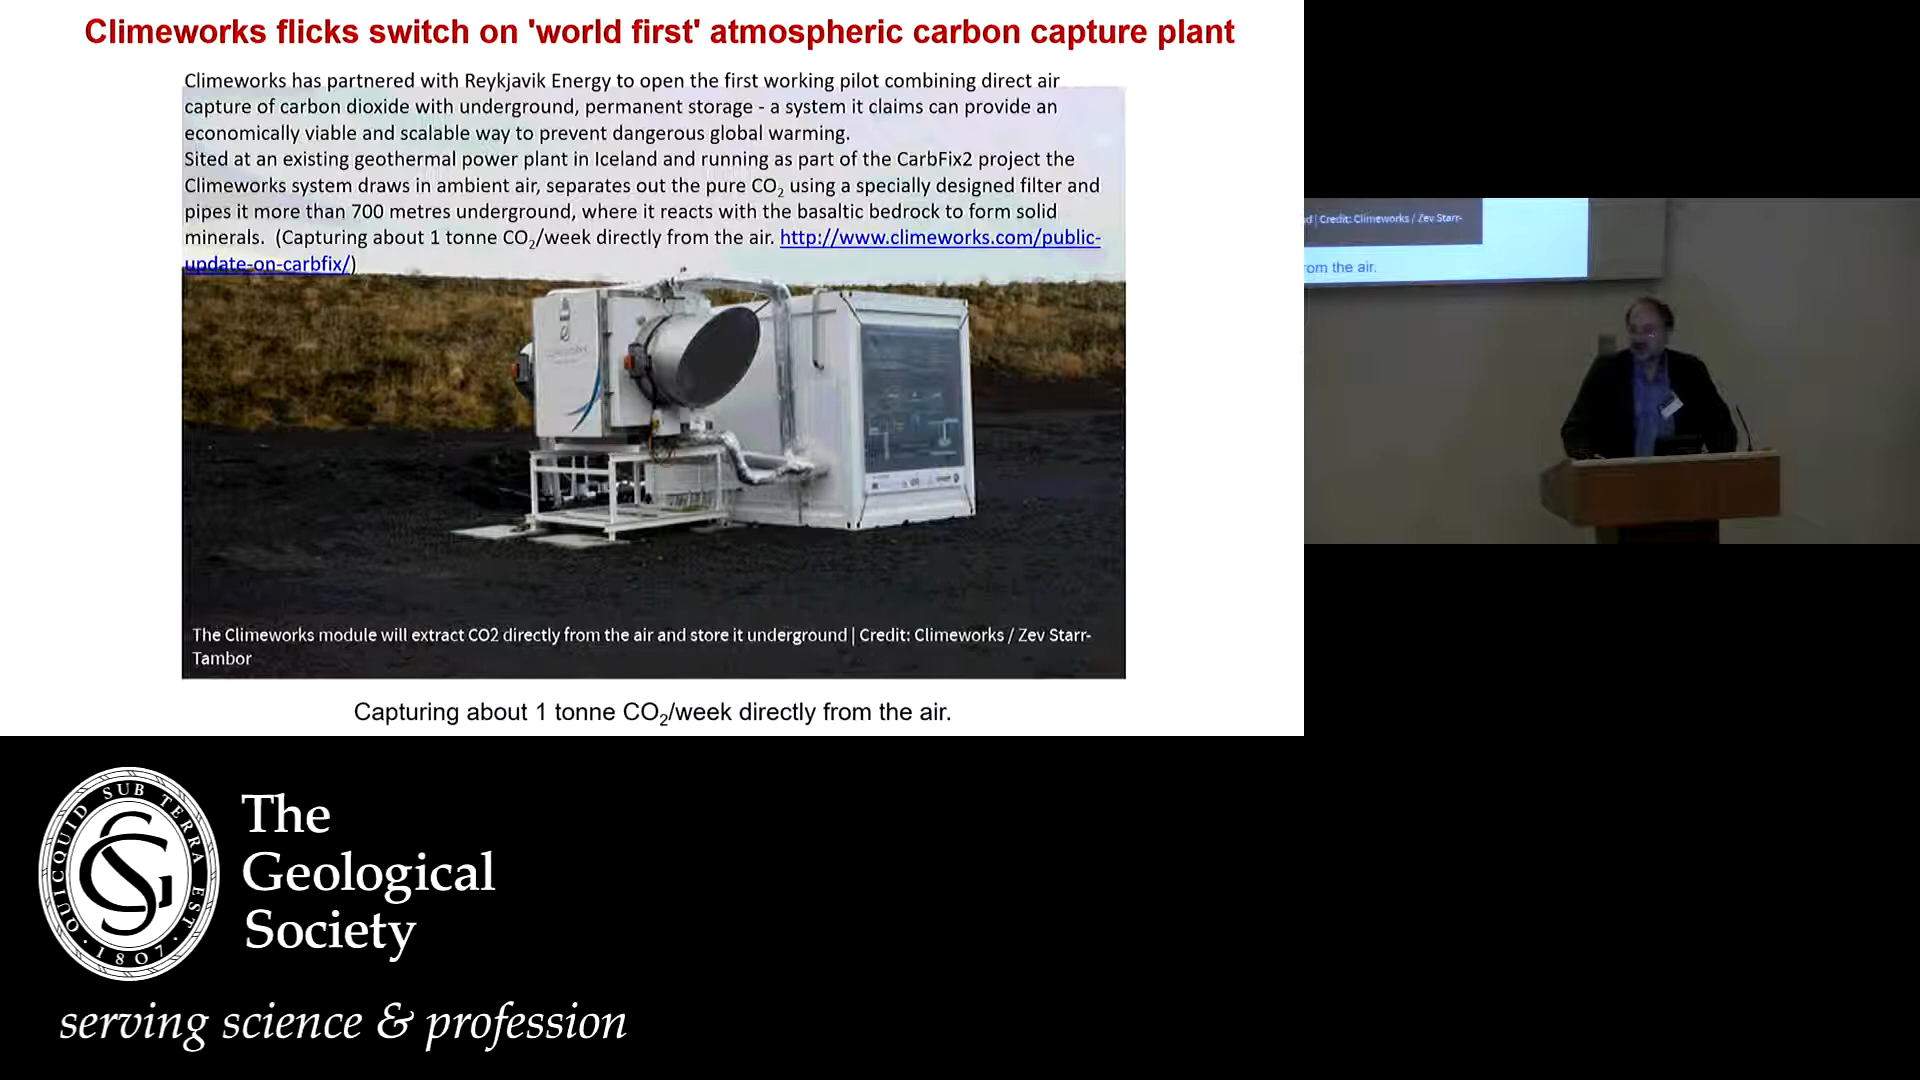 Climeworks flicks switch on 'world first' atmospheric carbon capture plant
Climeworks has partnered with Reykjavik Energy to open the first working pilot combining direct air
capture of carbon dioxide with underground, permanent storage - a system it claims can provide an
economically viable and scalable way to prevent dangerous global warming.
Sited at an existing geothermal power plant in Iceland and running as part of the CarbFix2 project the
Climeworks system draws in ambient air, separates out the pure CO₂ using a specially designed filter and
pipes it more than 700 metres underground, where it reacts with the basaltic bedrock to form solid
minerals. (Capturing about 1 tonne CO₂/week directly from the air. http://www.climeworks.com/public-
update-on-carbfix/)
The Climeworks module will extract CO2 directly from the air and store it underground | Credit: Climeworks / Zev Starr-
Tambor
Capturing about 1 tonne CO₂/week directly from the air.
d | Credit: Climeworks / Zev Starr-
om the air.
QUICQUID SUB TERRA EST
1807
The
Geological
Society
serving science & profession